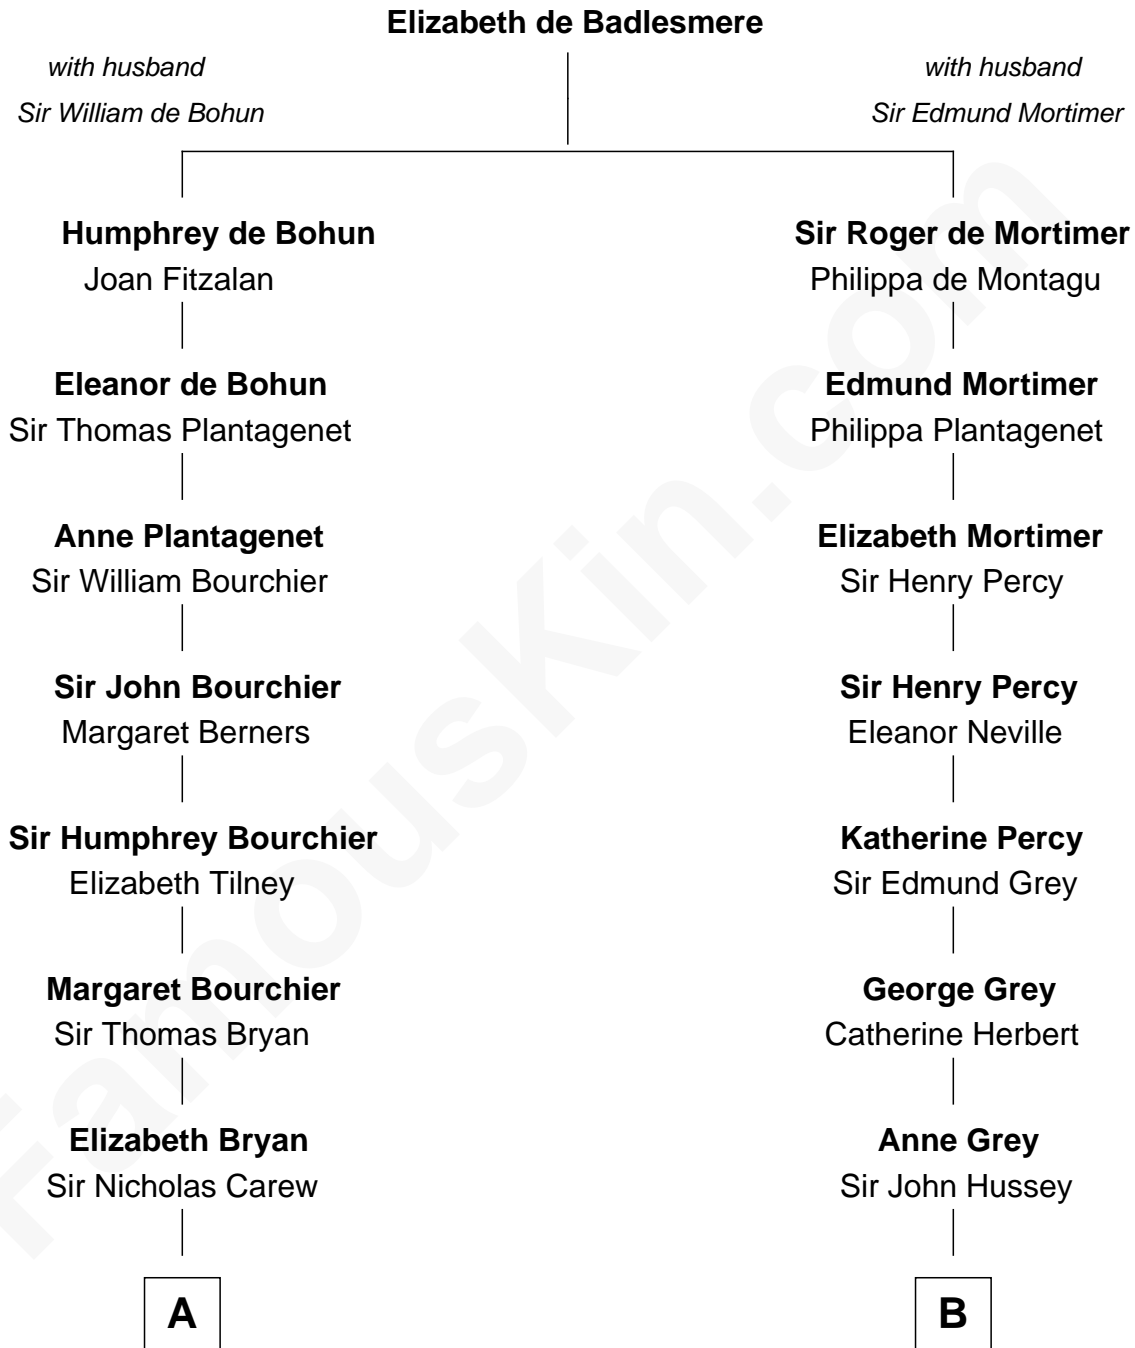 Elizabeth de Badlesmere
with husband
Sir William de Bohun
with husband
Sir Edmund Mortimer
Humphrey de Bohun
Joan Fitzalan
Sir Roger de Mortimer
Philippa de Montagu
Eleanor de Bohun
Sir Thomas Plantagenet
Edmund Mortimer
Philippa Plantagenet
Anne Plantagenet
Sir William Bourchier
Elizabeth Mortimer
Sir Henry Percy
Sir John Bourchier
Margaret Berners
Sir Henry Percy
Eleanor Neville
Sir Humphrey Bourchier
Elizabeth Tilney
Katherine Percy
Sir Edmund Grey
Margaret Bourchier
Sir Thomas Bryan
George Grey
Catherine Herbert
Elizabeth Bryan
Sir Nicholas Carew
Anne Grey
Sir John Hussey
A
B
FamousKin.com